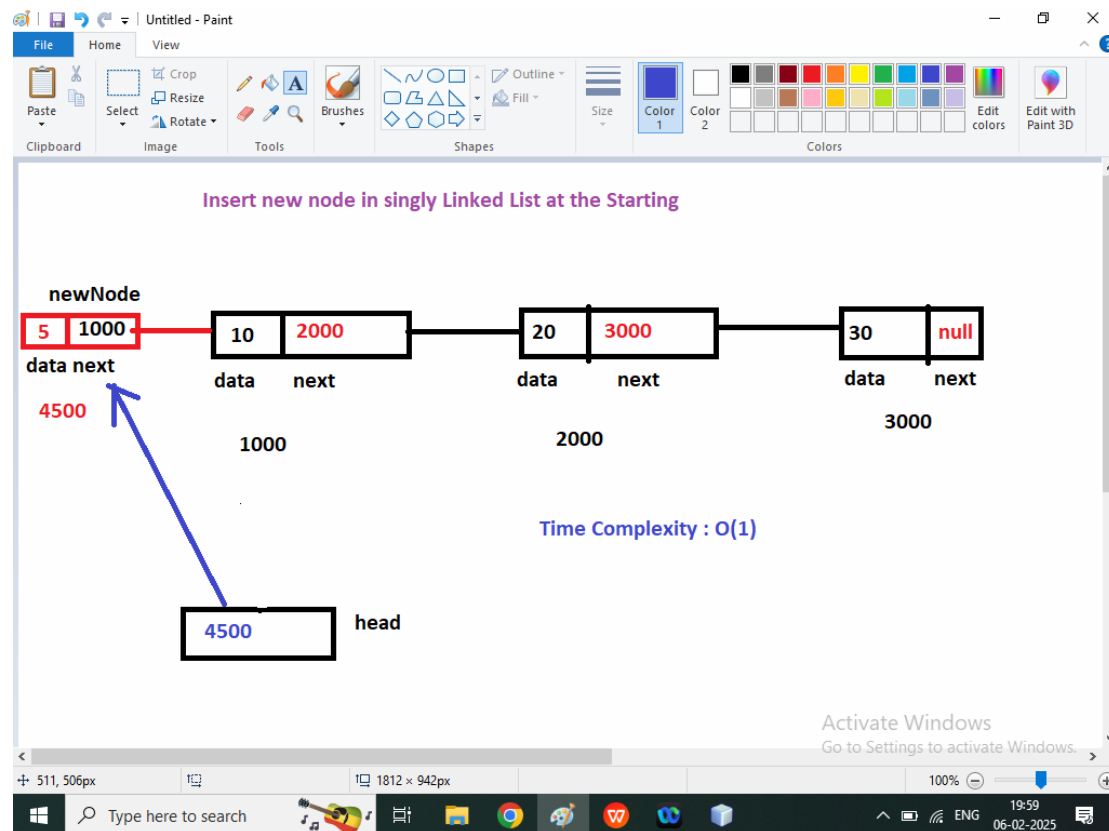 Untitled - Paint
File Home View
Paste
Select
Crop
Resize
Rotate
Brushes
Outline
Fill
Size
Color 1
Color 2
Edit colors
Edit with Paint 3D
Clipboard Image Tools Shapes Colors
Insert new node in singly Linked List at the Starting
newNode
5 1000 10 2000 20 3000 30 null
data next data next data next data next
4500 1000 2000 3000
Time Complexity : O(1)
4500 head
Activate Windows
Go to Settings to activate Windows.
511, 506px 1812 × 942px 100%
Type here to search ENG 19:59
06-02-2025